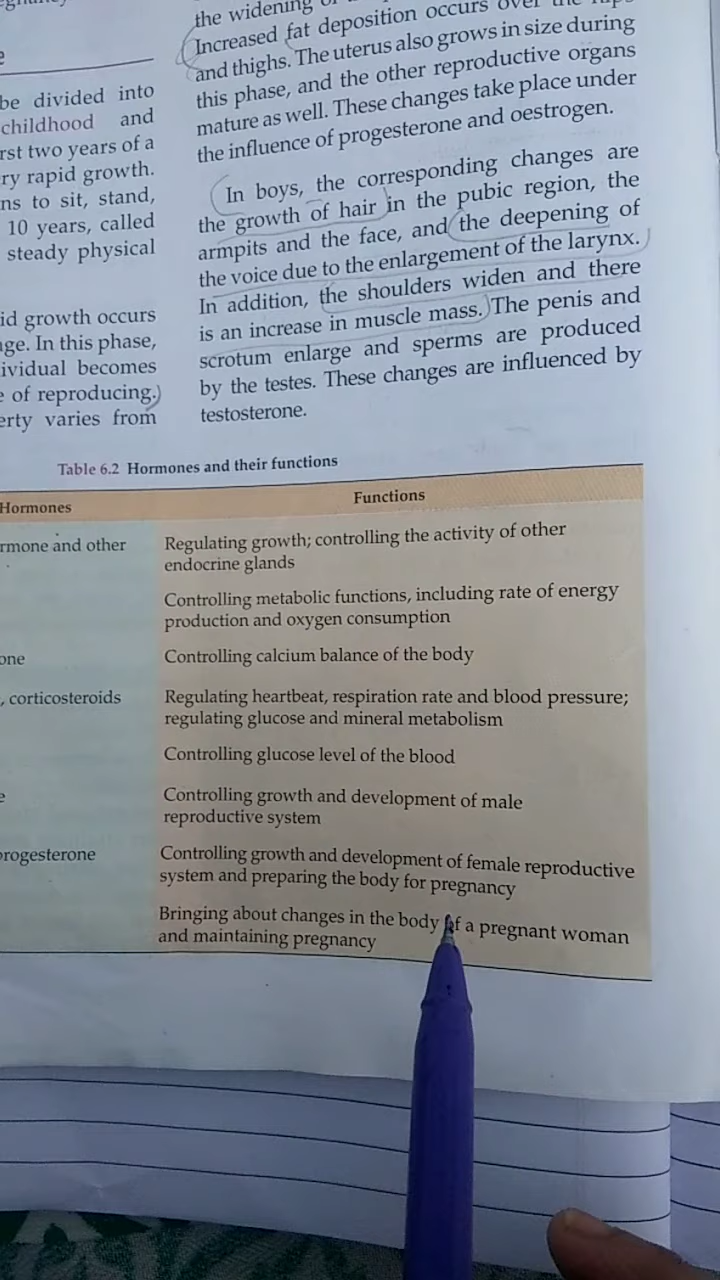 the widening
Increased fat deposition occurs over the hips
and thighs. The uterus also grows in size during
this phase, and the other reproductive organs
mature as well. These changes take place under
the influence of progesterone and oestrogen.
In boys, the corresponding changes are
the growth of hair in the pubic region, the
armpits and the face, and the deepening of
the voice due to the enlargement of the larynx.
In addition, the shoulders widen and there
is an increase in muscle mass. The penis and
scrotum enlarge and sperms are produced
by the testes. These changes are influenced by
testosterone.
be divided into
childhood and
rst two years of a
ry rapid growth.
ns to sit, stand,
10 years, called
steady physical
id growth occurs
age. In this phase,
ividual becomes
e of reproducing.
erty varies from
Table 6.2 Hormones and their functions
Hormones Functions
rmone and other Regulating growth; controlling the activity of other
endocrine glands
Controlling metabolic functions, including rate of energy
production and oxygen consumption
one Controlling calcium balance of the body
, corticosteroids Regulating heartbeat, respiration rate and blood pressure;
regulating glucose and mineral metabolism
Controlling glucose level of the blood
e Controlling growth and development of male
reproductive system
progesterone Controlling growth and development of female reproductive
system and preparing the body for pregnancy
Bringing about changes in the body of a pregnant woman
and maintaining pregnancy